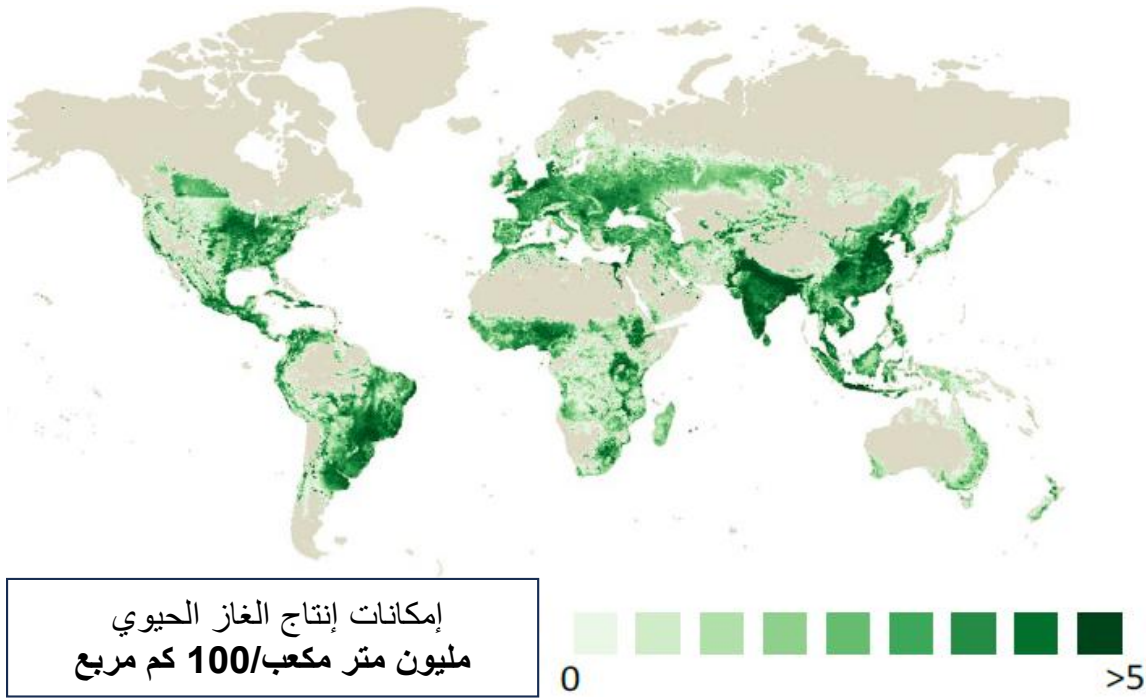 إمكانات إنتاج الغاز الحيوي
مليون متر مكعب/100 كم مربع
0
>5